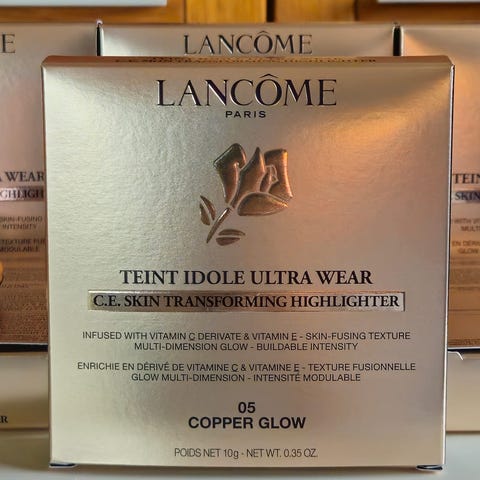 LANCÔME
LANCÔME
PARIS
TEINT IDOLE ULTRA WEAR
C.E. SKIN TRANSFORMING HIGHLIGHTER
INFUSED WITH VITAMIN C DERIVATE & VITAMIN E - SKIN-FUSING TEXTURE
MULTI-DIMENSION GLOW - BUILDABLE INTENSITY
ENRICHIE EN DÉRIVÉ DE VITAMINE C & VITAMINE E - TEXTURE FUSIONNELLE
GLOW MULTI-DIMENSION - INTENSITÉ MODULABLE
05
COPPER GLOW
POIDS NET 10g - NET WT. 0.35 OZ.